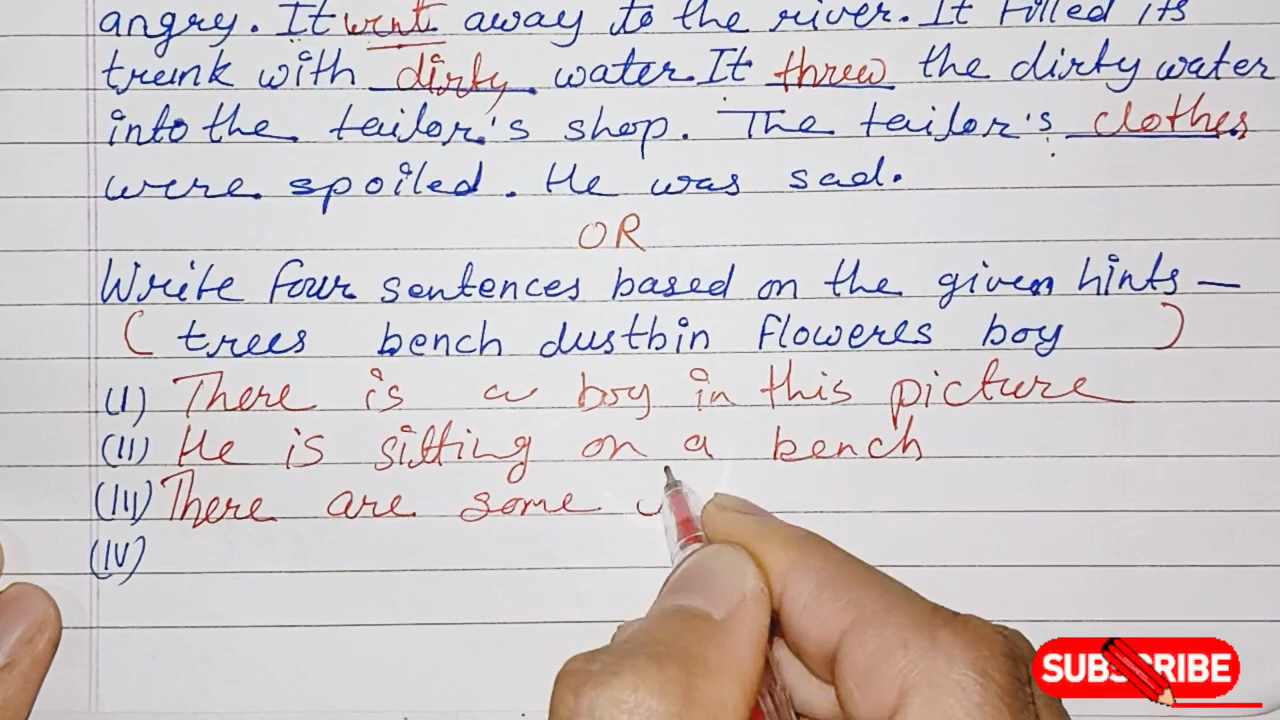 angry. It went away to the river. It filled its
trunk with dirty water. It threw the dirty water
into the tailor's shop. The tailor's clothes
were spoiled. He was sad.
OR
Write four sentences based on the given hints —
( trees bench dustbin floweres boy )
(I) There is a boy in this picture
(II) He is sitting on a bench
(III) There are some
(IV)
SUBSCRIBE